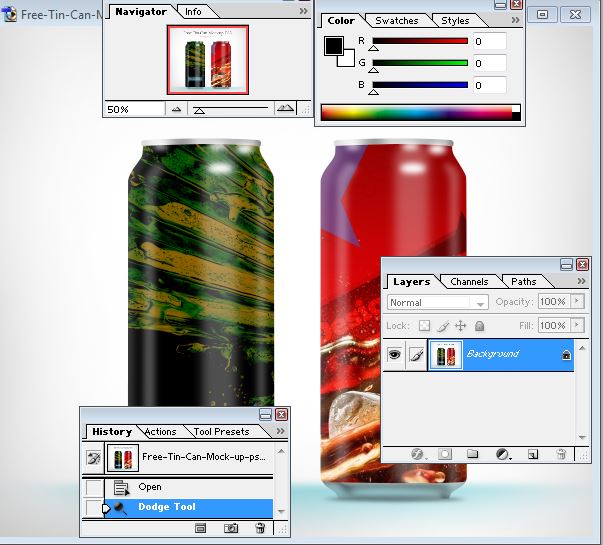 Free-Tin-Can-M
Navigator Info
50%
Color Swatches Styles
R 0
G 0
B 0
Layers Channels Paths
Normal Opacity: 100%
Lock: Fill: 100%
Background
History Actions Tool Presets
Free-Tin-Can-Mock-up-ps...
Open
Dodge Tool